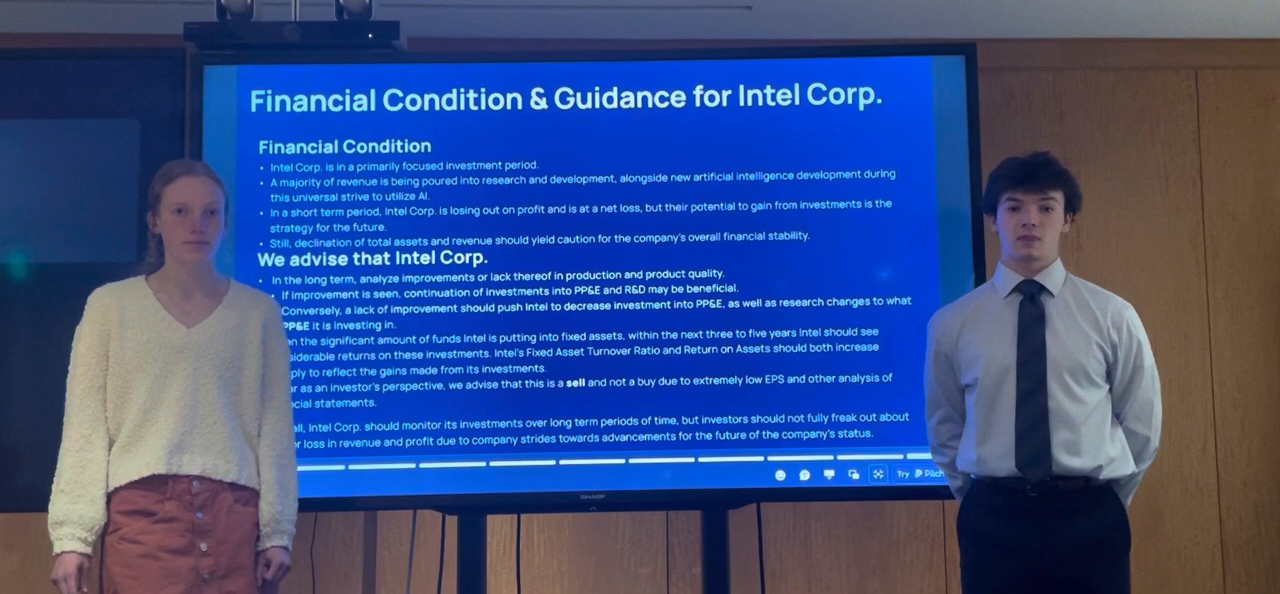 Financial Condition & Guidance for Intel Corp.
Financial Condition
• Intel Corp. is in a primarily focused investment period.
• A majority of revenue is being poured into research and development, alongside new artificial intelligence development during
this universal strive to utilize AI.
• In a short term period, Intel Corp. is losing out on profit and is at a net loss, but their potential to gain from investments is the
strategy for the future.
• Still, declination of total assets and revenue should yield caution for the company's overall financial stability.
We advise that Intel Corp.
• In the long term, analyze improvements or lack thereof in production and product quality.
• If improvement is seen, continuation of investments into PP&E and R&D may be beneficial.
Conversely, a lack of improvement should push Intel to decrease investment into PP&E, as well as research changes to what
PP&E it is investing in.
the significant amount of funds Intel is putting into fixed assets, within the next three to five years Intel should see
returns on these investments. Intel's Fixed Asset Turnover Ratio and Return on Assets should both increase
to reflect the gains made from its investments.
as an investor's perspective, we advise that this is a sell and not a buy due to extremely low EPS and other analysis of
statements.
Intel Corp. should monitor its investments over long term periods of time, but investors should not fully freak out about
loss in revenue and profit due to company strides towards advancements for the future of the company's status.
Try Pitch
SHARP